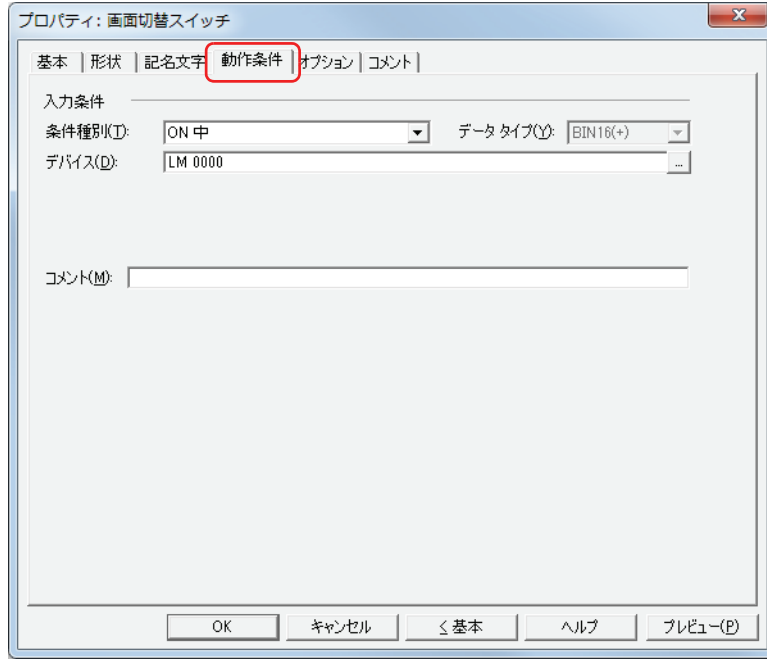 プロパティ: 画面切替スイッチ
基本 形状 記名文字 動作条件 オプション コメント
入力条件
条件種別(T): ON 中 データ タイプ(Y): BIN16(+)
デバイス(D): LM 0000 ...
コメント(M):
OK キャンセル < 基本 ヘルプ プレビュー(P)